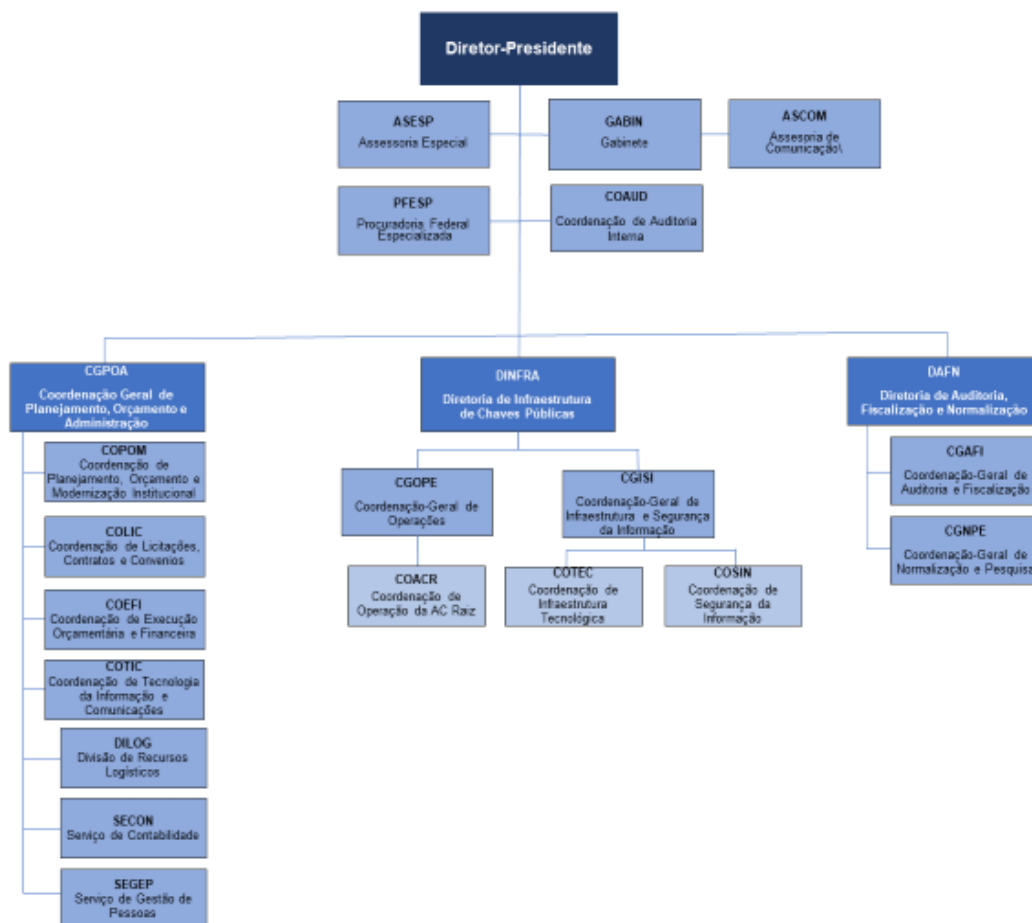 Diretor-Presidente
ASESP
Assessoria Especial
GABIN
Gabinete
ASCOM
Assesoria de
Comunicação\
PFESP
Procuradoria Federal
Especializada
COAUD
Coordenação de Auditoria
Interna
CGPOA
Coordenação Geral de
Planejamento, Orçamento e
Administração
COPOM
Coordenação de
Planejamento, Orçamento e
Modernização Institucional
COLIC
Coordenação de Licitações,
Contratos e Convenios
COEFI
Coordenação de Execução
Orçamentária e Financeira
COTIC
Coordenação de Tecnologia
da Informação e
Comunicações
DILOG
Divisão de Recursos
Logísticos
SECON
Serviço de Contabilidade
SEGEP
Serviço de Gestão de
Pessoas
DINFRA
Diretoria de Infraestrutura
de Chaves Públicas
CGOPE
Coordenação-Geral de
Operações
COACR
Coordenação de
Operação da AC Raiz
CGISI
Coordenação-Geral de
Infraestrutura e Segurança
da Informação
COTEC
Coordenação de
Infraestrutura
Tecnológica
COSIN
Coordenação de
Segurança da
Informação
DAFN
Diretoria de Auditoria,
Fiscalização e Normalização
CGAFI
Coordenação-Geral de
Auditoria e Fiscalização
CGNPE
Coordenação-Geral de
Normalização e Pesquisa